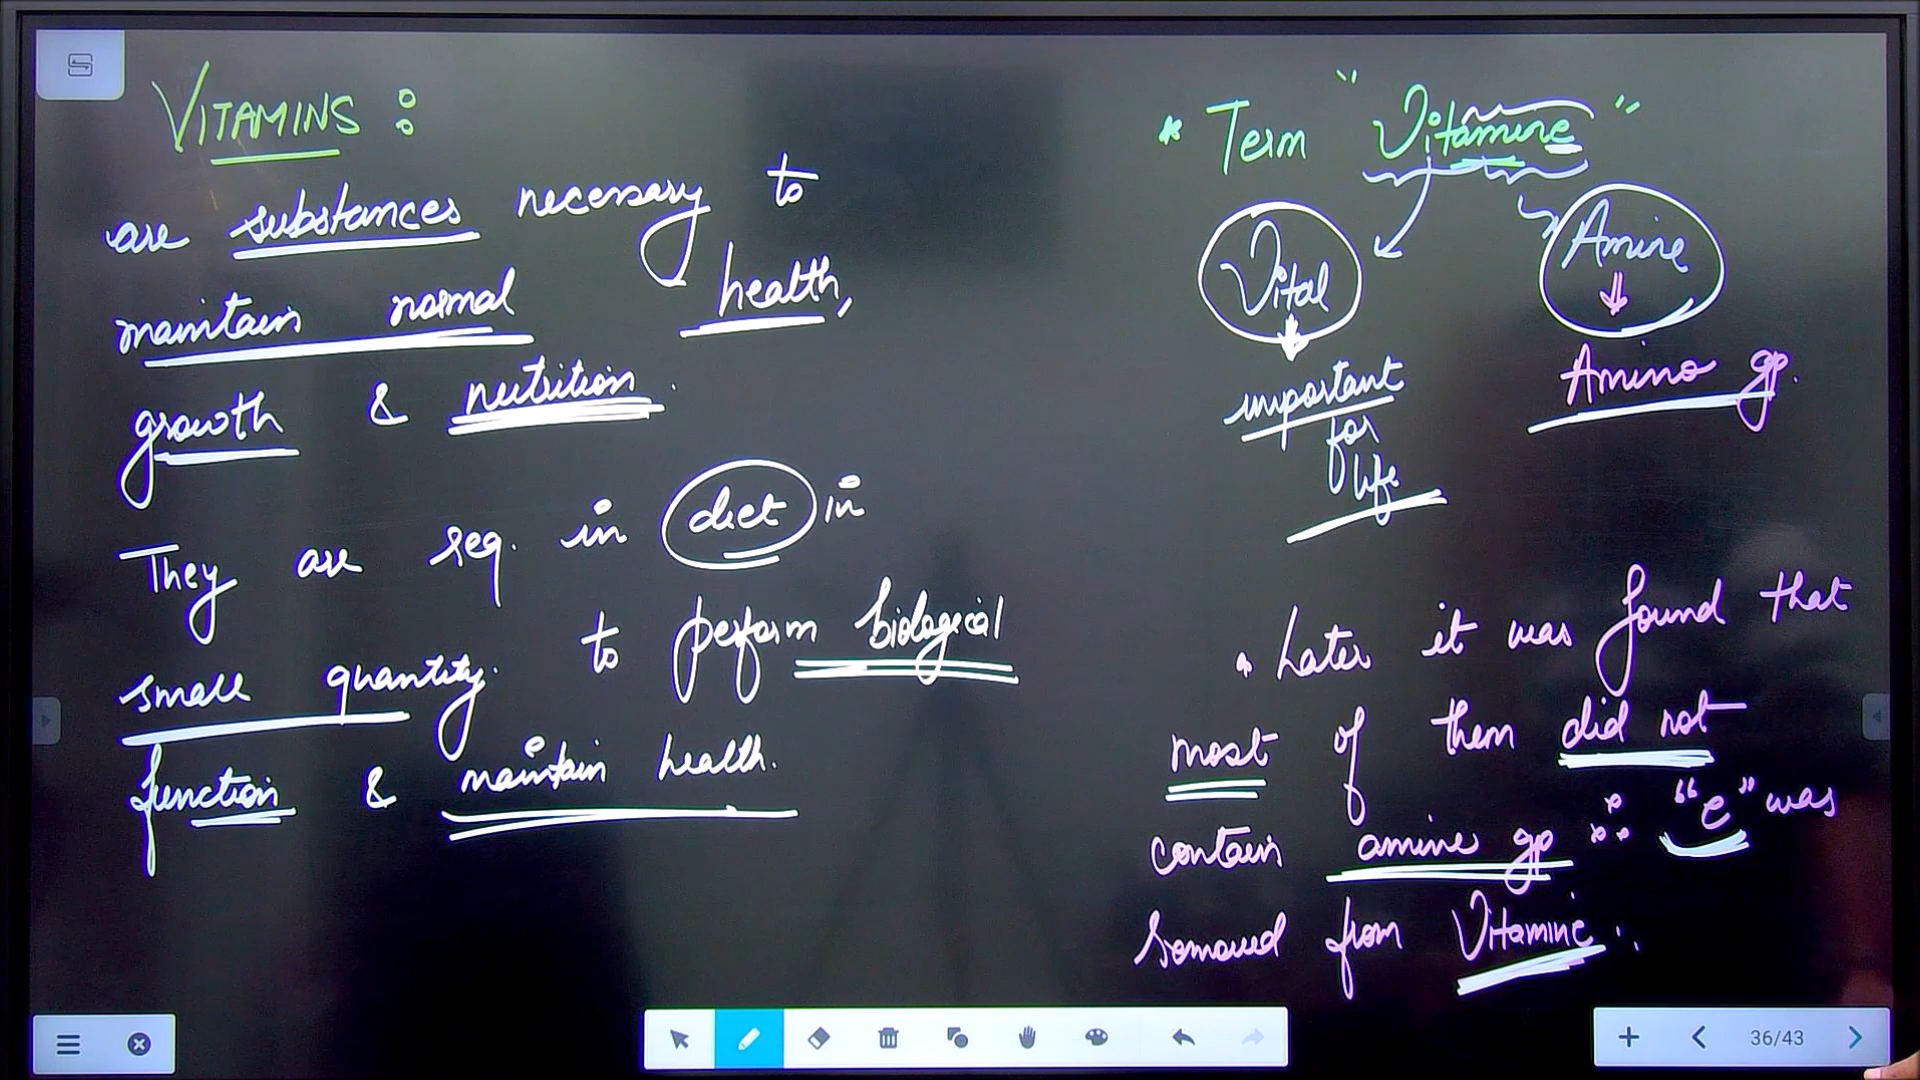 VITAMINS :
are substances necessary to
maintain normal health,
growth & nutrition.
They are req. in diet in
small quantity. to perform biological
function & maintain health.
* Term "Vitamine"
Vital Amine
important Amino gp.
for
life
Later it was found that
most of them did not
contain amine gp ∴ "e" was
removed from Vitamine.
36/43